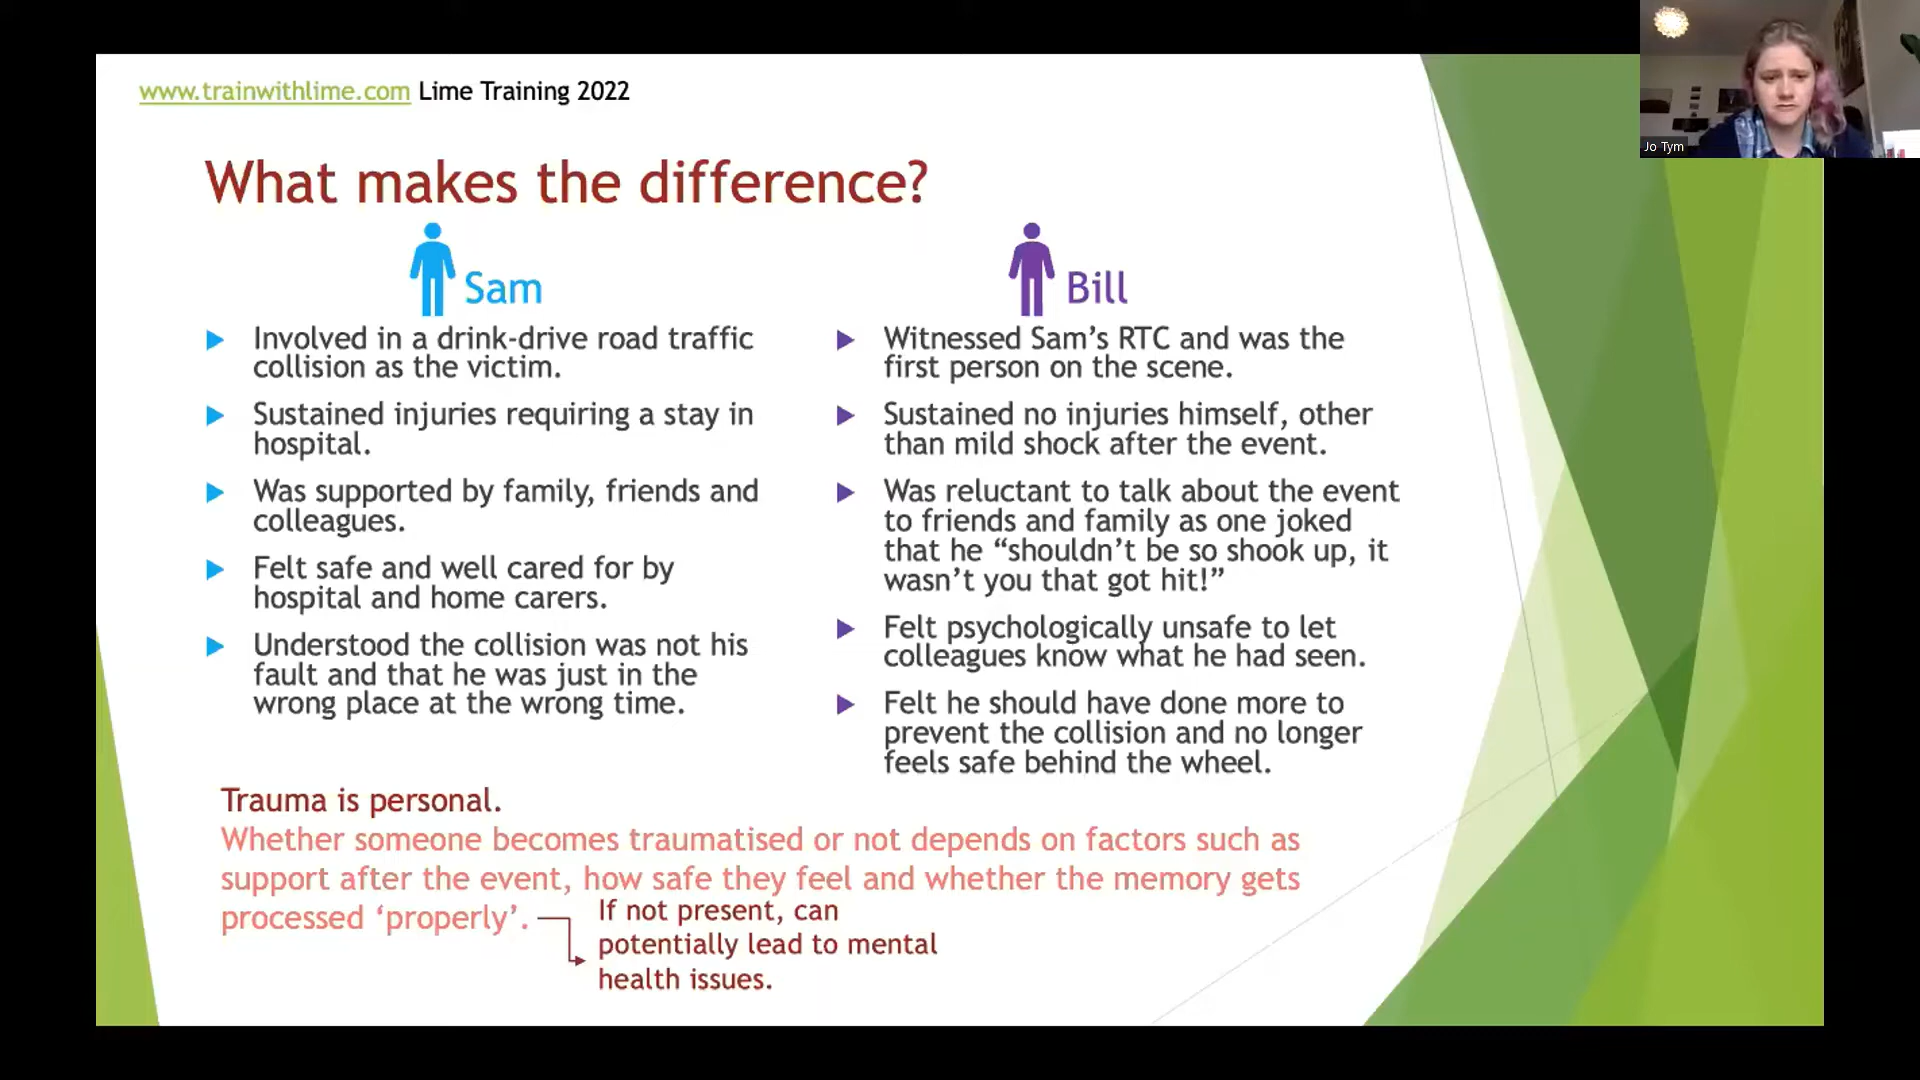 www.trainwithlime.com Lime Training 2022
Jo Tym
What makes the difference?
Sam
Involved in a drink-drive road traffic
collision as the victim.
Sustained injuries requiring a stay in
hospital.
Was supported by family, friends and
colleagues.
Felt safe and well cared for by
hospital and home carers.
Understood the collision was not his
fault and that he was just in the
wrong place at the wrong time.
Bill
Witnessed Sam’s RTC and was the
first person on the scene.
Sustained no injuries himself, other
than mild shock after the event.
Was reluctant to talk about the event
to friends and family as one joked
that he “shouldn’t be so shook up, it
wasn’t you that got hit!”
Felt psychologically unsafe to let
colleagues know what he had seen.
Felt he should have done more to
prevent the collision and no longer
feels safe behind the wheel.
Trauma is personal.
Whether someone becomes traumatised or not depends on factors such as
support after the event, how safe they feel and whether the memory gets
processed ‘properly’.
If not present, can
potentially lead to mental
health issues.